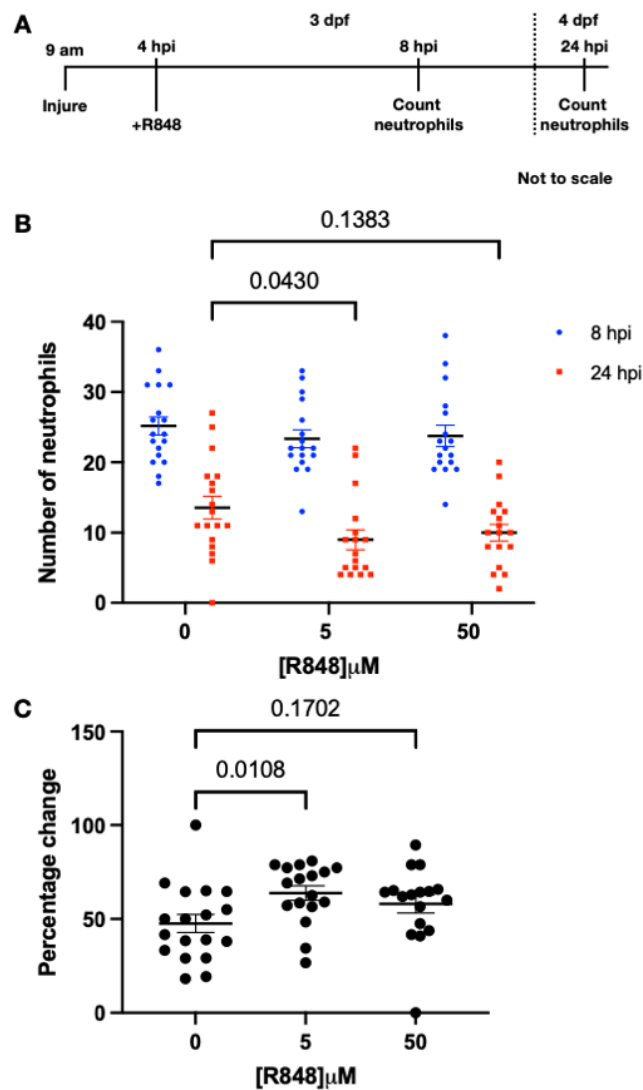 A
3 dpf
4 dpf
9 am
4 hpi
8 hpi
24 hpi
Injure
+R848
Count
neutrophils
Count
neutrophils
Not to scale
B
0.1383
0.0430
40
30
20
10
0
Number of neutrophils
8 hpi
24 hpi
0
5
50
[R848]µM
C
0.1702
0.0108
150
100
50
0
Percentage change
0
5
50
[R848]µM